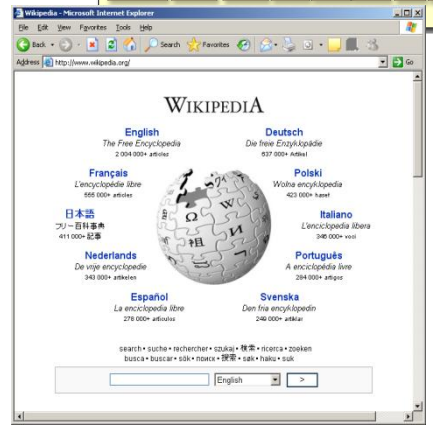 Wikipedia - Microsoft Internet Explorer
File Edit View Favorites Tools Help
Back Search Favorites
Address http://www.wikipedia.org/ Go
WIKIPEDIA
English
The Free Encyclopedia
2 004 000+ articles
Deutsch
Die freie Enzyklopädie
637 000+ Artikel
Français
L'encyclopédie libre
555 000+ articles
Polski
Wolna encyklopedia
423 000+ haseł
日本語
フリー百科事典
411 000+ 記事
Italiano
L'enciclopedia libera
346 000+ voci
Nederlands
De vrije encyclopedie
343 000+ artikelen
Português
A enciclopédia livre
284 000+ artigos
Español
La enciclopedia libre
276 000+ artículos
Svenska
Den fria encyklopedin
249 000+ artiklar
search • suche • rechercher • szukaj • 検索 • ricerca • zoeken
busca • buscar • sök • поиск • 搜索 • søk • haku • suk
English >
Ω W И 祖